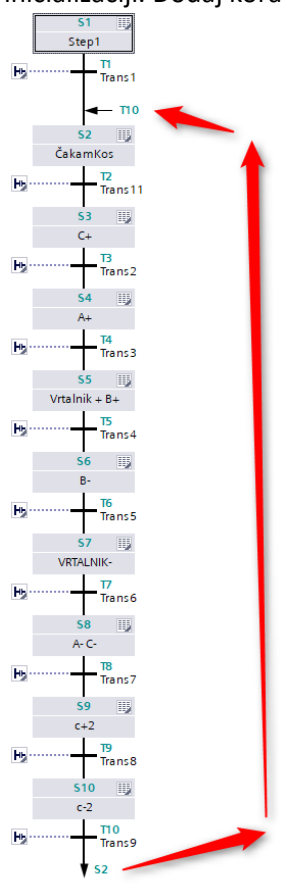 S1
Step1
T1
Trans1
T10
S2
ČakamKos
T2
Trans11
S3
C+
T3
Trans2
S4
A+
T4
Trans3
S5
Vrtalnik + B+
T5
Trans4
S6
B-
T6
Trans5
S7
VRTALNIK-
T7
Trans6
S8
A- C-
T8
Trans7
S9
c+2
T9
Trans8
S10
c-2
T10
Trans9
S2